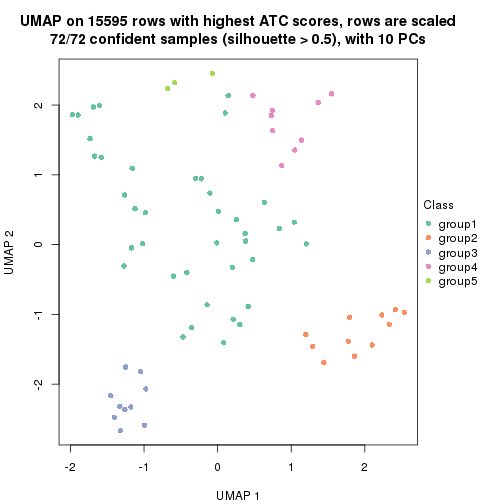 UMAP on 15595 rows with highest ATC scores, rows are scaled
72/72 confident samples (silhouette > 0.5), with 10 PCs
2
1
0
-1
-2
UMAP 2
-2
-1
0
1
2
UMAP 1
Class
group1
group2
group3
group4
group5